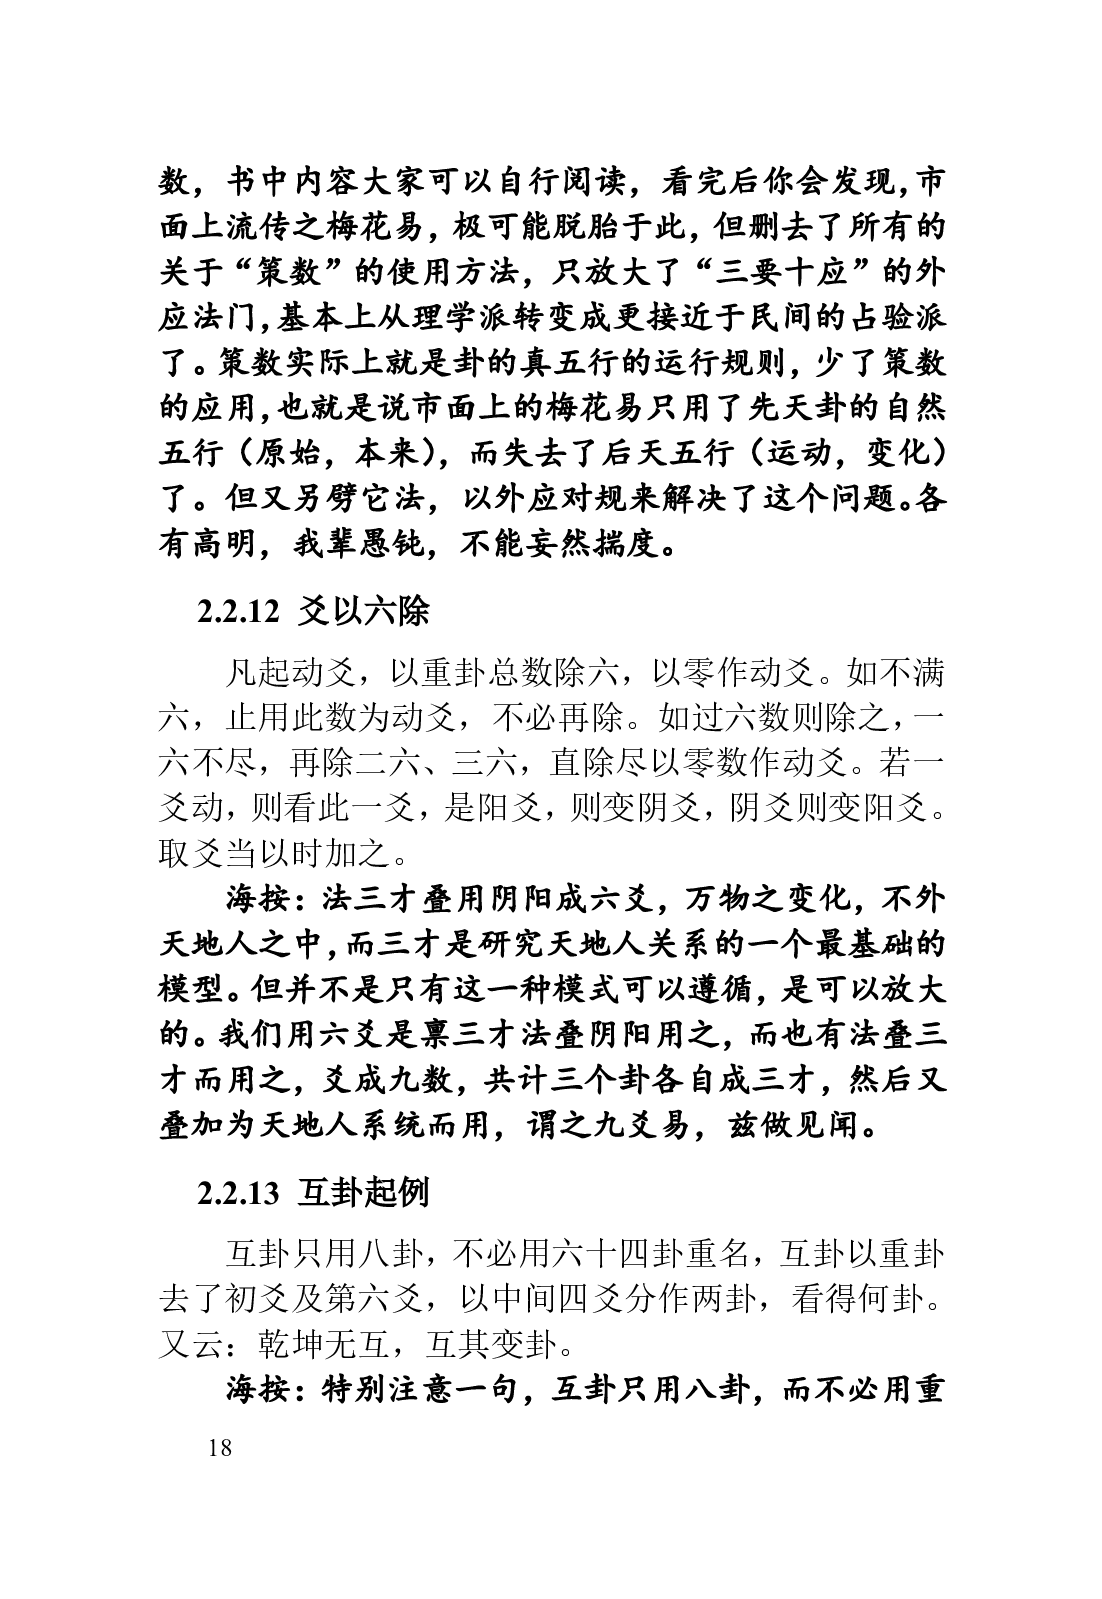 数，书中内容大家可以自行阅读，看完后你会发现，市
面上流传之梅花易，极可能脱胎于此，但删去了所有的
关于“策数”的使用方法，只放大了“三要十应”的外
应法门，基本上从理学派转变成更接近于民间的占验派
了。策数实际上就是卦的真五行的运行规则，少了策数
的应用，也就是说市面上的梅花易只用了先天卦的自然
五行（原始，本来），而失去了后天五行（运动，变化）
了。但又另劈它法，以外应对规来解决了这个问题。各
有高明，我辈愚钝，不能妄然揣度。
2.2.12 爻以六除
凡起动爻，以重卦总数除六，以零作动爻。如不满
六，止用此数为动爻，不必再除。如过六数则除之，一
六不尽，再除二六、三六，直除尽以零数作动爻。若一
爻动，则看此一爻，是阳爻，则变阴爻，阴爻则变阳爻。
取爻当以时加之。
海按：法三才叠用阴阳成六爻，万物之变化，不外
天地人之中，而三才是研究天地人关系的一个最基础的
模型。但并不是只有这一种模式可以遵循，是可以放大
的。我们用六爻是禀三才法叠阴阳用之，而也有法叠三
才而用之，爻成九数，共计三个卦各自成三才，然后又
叠加为天地人系统而用，谓之九爻易，兹做见闻。
2.2.13 互卦起例
互卦只用八卦，不必用六十四卦重名，互卦以重卦
去了初爻及第六爻，以中间四爻分作两卦，看得何卦。
又云：乾坤无互，互其变卦。
海按：特别注意一句，互卦只用八卦，而不必用重
18